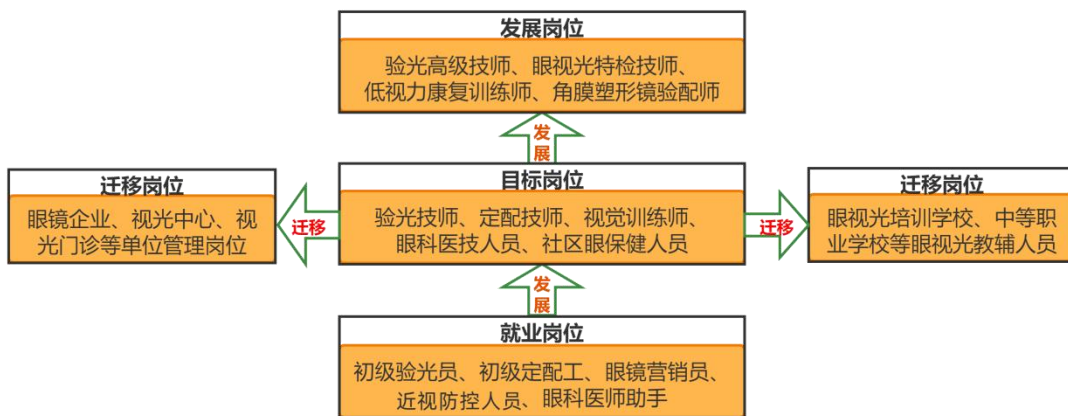 发展岗位
验光高级技师、眼视光特检技师、
低视力康复训练师、角膜塑形镜验配师
发
展
迁移岗位
眼镜企业、视光中心、视
光门诊等单位管理岗位
迁移
目标岗位
验光技师、定配技师、视觉训练师、
眼科医技人员、社区眼保健人员
迁移
迁移岗位
眼视光培训学校、中等职
业学校等眼视光教辅人员
发
展
就业岗位
初级验光员、初级定配工、眼镜营销员、
近视防控人员、眼科医师助手